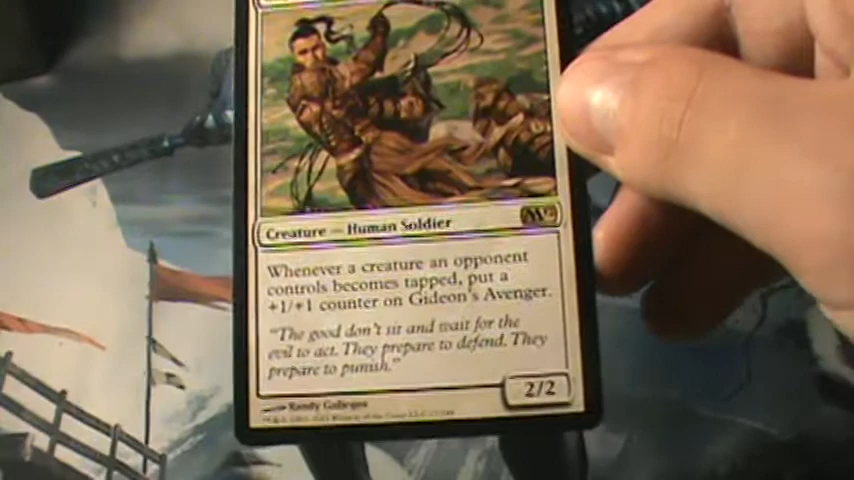 Creature — Human Soldier
M12
Whenever a creature an opponent
controls becomes tapped, put a
+1/+1 counter on Gideon's Avenger.
"The good don't sit and wait for the
evil to act. They prepare to defend. They
prepare to punish."
2/2
Randy Gallegos